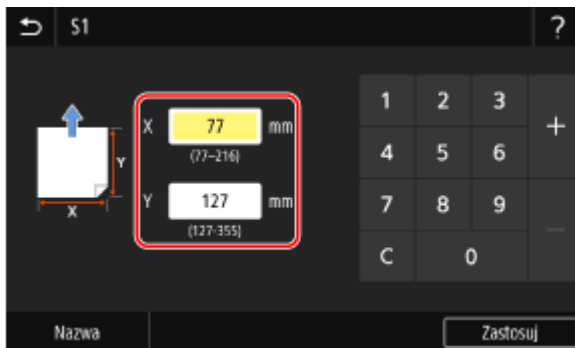 S1 ?
X 77 mm
(77-216)
Y 127 mm
(127-355)
Y
X
1 2 3 +
4 5 6
7 8 9 −
C 0
Nazwa Zastosuj